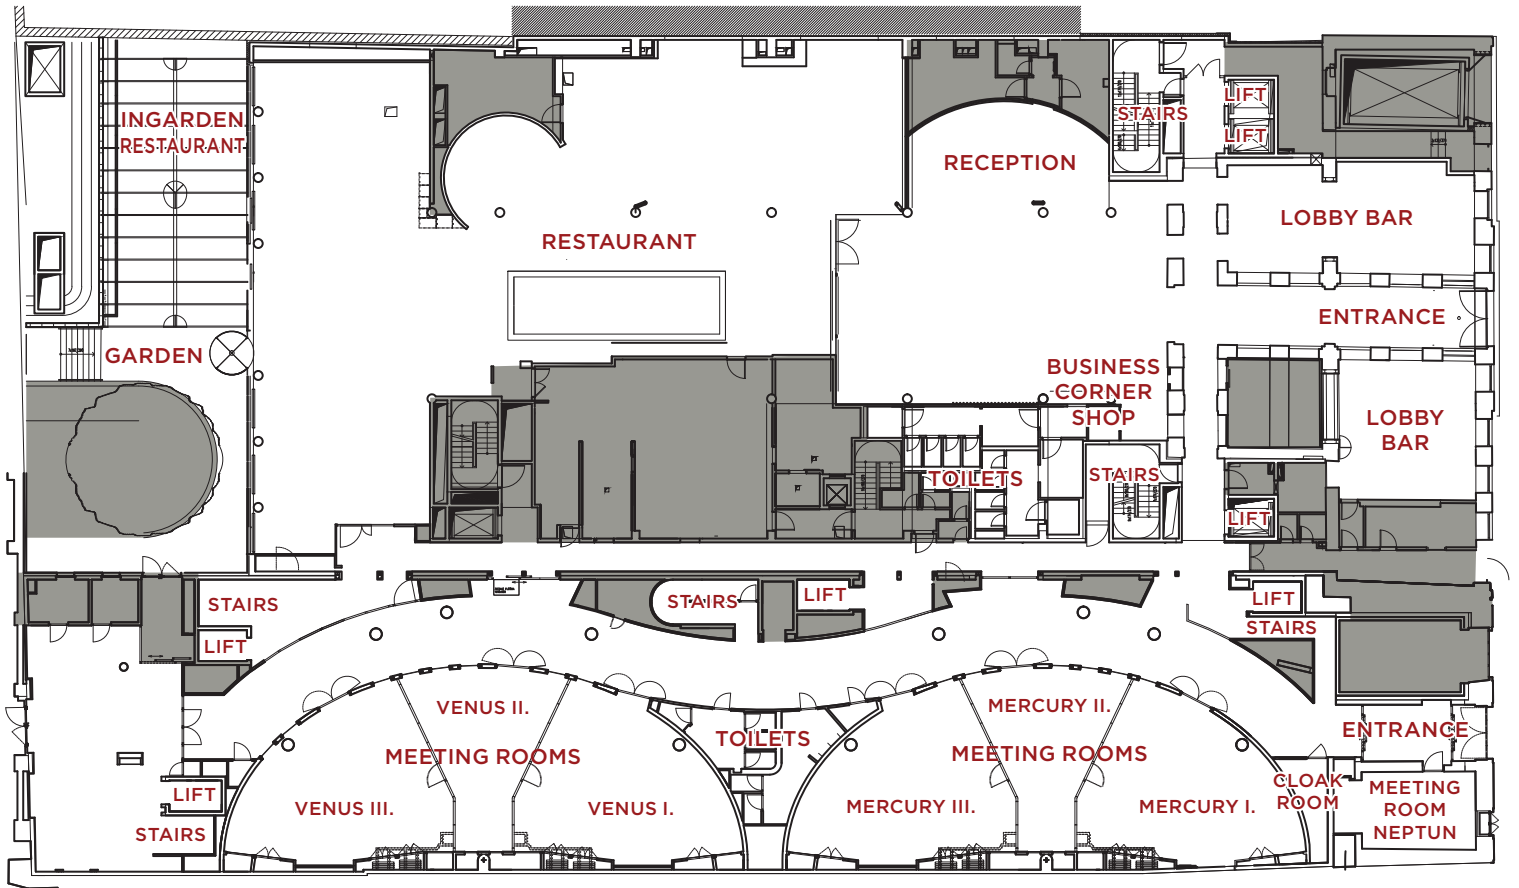 INGARDEN
RESTAURANT
STAIRS
LIFT
LIFT
RECEPTION
LOBBY BAR
RESTAURANT
ENTRANCE
GARDEN
BUSINESS
CORNER
SHOP
LOBBY
BAR
TOILETS
STAIRS
LIFT
STAIRS
LIFT
STAIRS
LIFT
LIFT
STAIRS
VENUS II.
MEETING ROOMS
VENUS III.
VENUS I.
TOILETS
MERCURY II.
MEETING ROOMS
MERCURY III.
MERCURY I.
ENTRANCE
CLOAK
ROOM
MEETING
ROOM
NEPTUN
LIFT
STAIRS